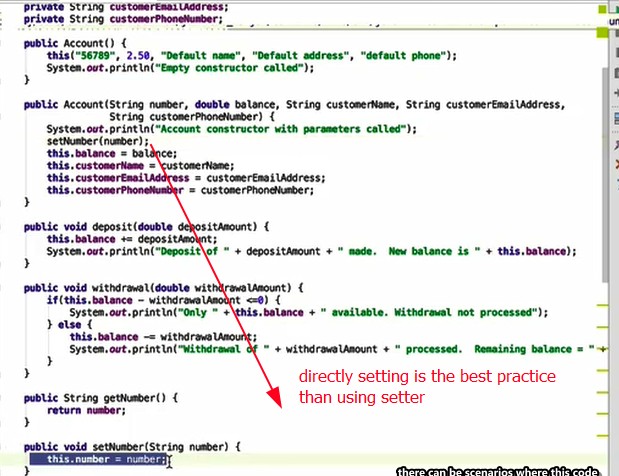 private String customerEmailAddress;
private String customerPhoneNumber;
public Account() {
this("56789", 2.50, "Default name", "Default address", "default phone");
System.out.println("Empty constructor called");
}
public Account(String number, double balance, String customerName, String customerEmailAddress,
String customerPhoneNumber) {
System.out.println("Account constructor with parameters called");
setNumber(number);
this.balance = balance;
this.customerName = customerName;
this.customerEmailAddress = customerEmailAddress;
this.customerPhoneNumber = customerPhoneNumber;
}
public void deposit(double depositAmount) {
this.balance += depositAmount;
System.out.println("Deposit of " + depositAmount + " made.  New balance is " + this.balance);
}
public void withdrawal(double withdrawalAmount) {
if(this.balance - withdrawalAmount <=0) {
System.out.println("Only " + this.balance + " available. Withdrawal not processed");
} else {
this.balance -= withdrawalAmount;
System.out.println("Withdrawal of " + withdrawalAmount + " processed.  Remaining balance = " +
}
}
directly setting is the best practice
than using setter
public String getNumber() {
return number;
}
public void setNumber(String number) {
this.number = number;
}
there can be scenarios where this code